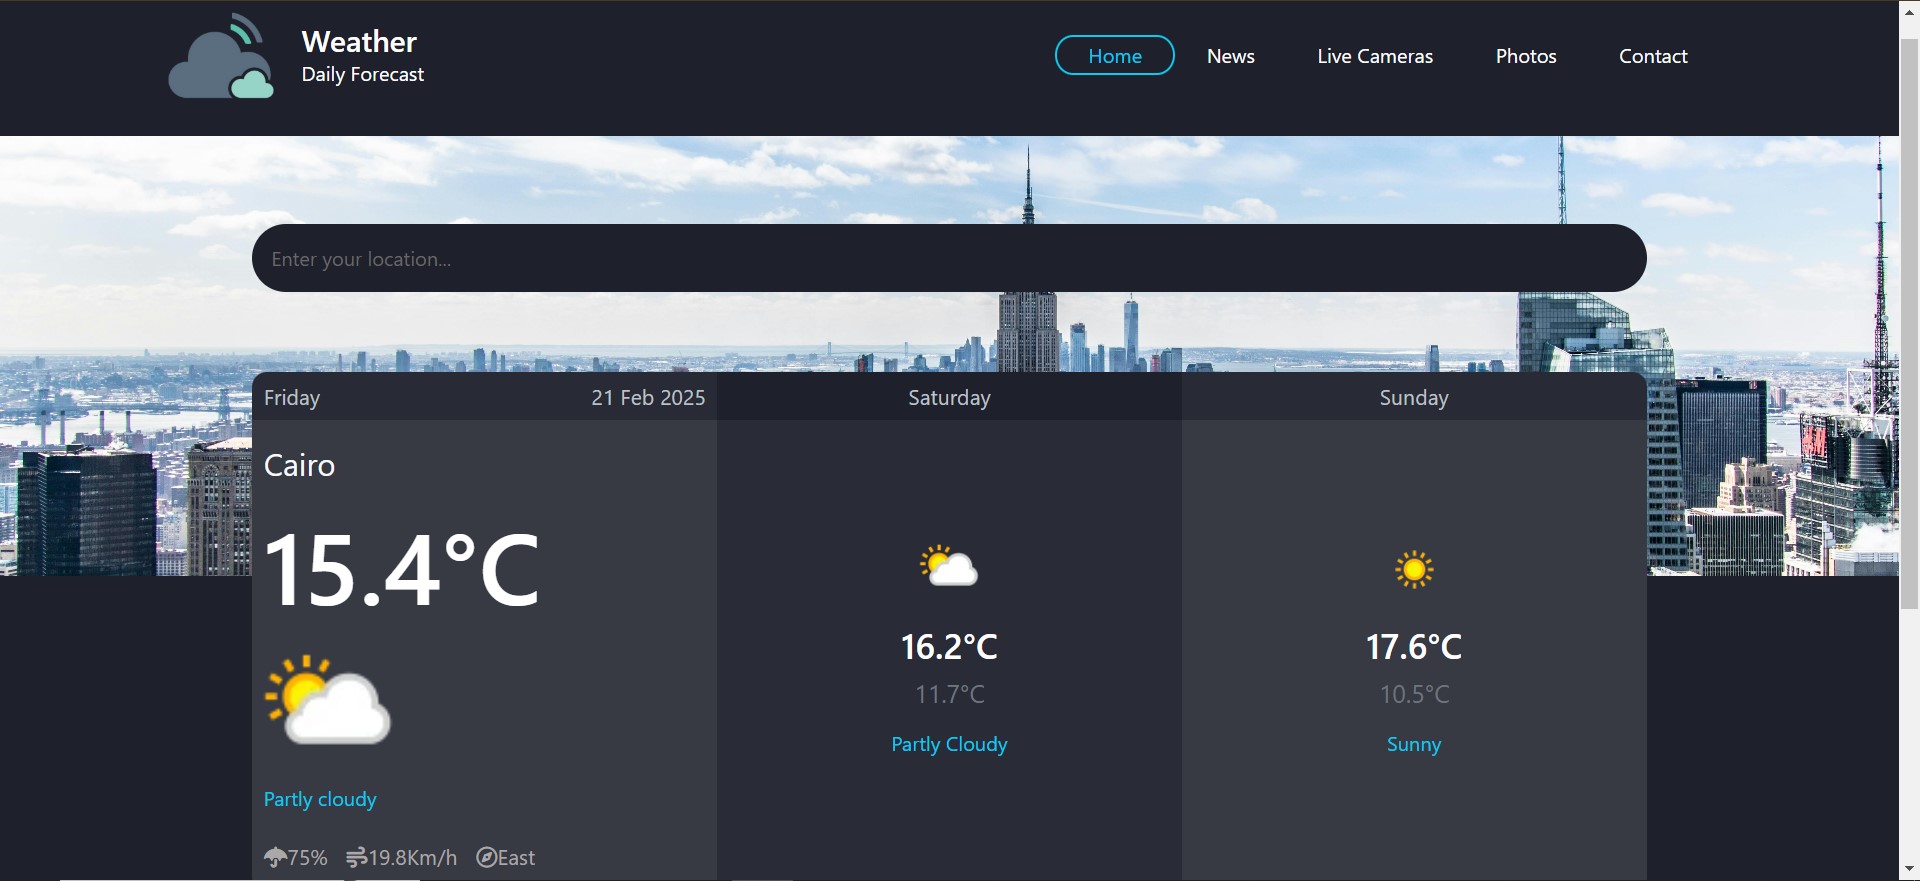 Weather
Daily Forecast
Home News Live Cameras Photos Contact
Enter your location...
Friday 21 Feb 2025
Cairo
15.4°C
Partly cloudy
75% 19.8Km/h East
Saturday
16.2°C
11.7°C
Partly Cloudy
Sunday
17.6°C
10.5°C
Sunny